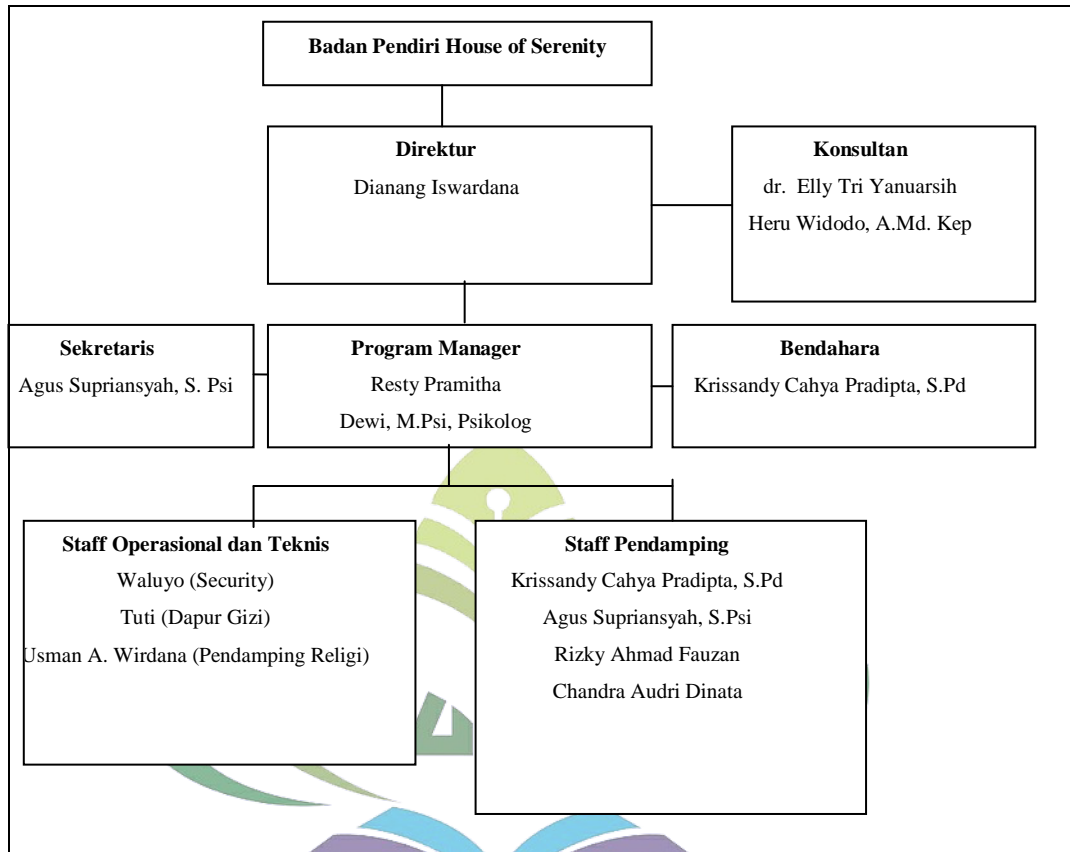 Badan Pendiri House of Serenity
Direktur
Dianang Iswardana
Konsultan
dr. Elly Tri Yanuarsih
Heru Widodo, A.Md. Kep
Sekretaris
Agus Supriansyah, S. Psi
Program Manager
Resty Pramitha
Dewi, M.Psi, Psikolog
Bendahara
Krissandy Cahya Pradipta, S.Pd
Staff Operasional dan Teknis
Waluyo (Security)
Tuti (Dapur Gizi)
Usman A. Wirdana (Pendamping Religi)
Staff Pendamping
Krissandy Cahya Pradipta, S.Pd
Agus Supriansyah, S.Psi
Rizky Ahmad Fauzan
Chandra Audri Dinata